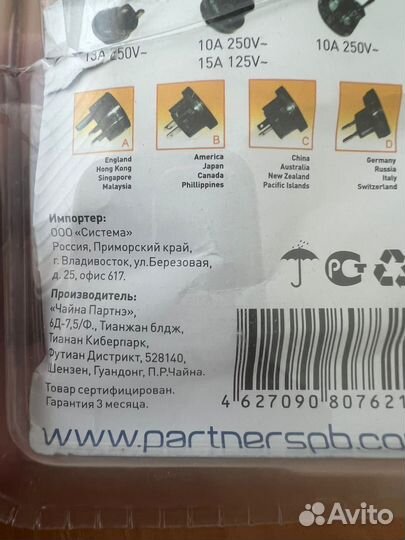 13A 250V~
10A 250V~
15A 125V~
10A 250V~
A
B
C
D
England
Hong Kong
Singapore
Malaysia
America
Japan
Canada
Phillippines
China
Australia
New Zealand
Pacific Islands
Germany
Russia
Italy
Switzerland
Импортер:
ООО «Система»
Россия, Приморский край,
г. Владивосток, ул.Березовая,
д. 25, офис 617.
Производитель:
«Чайна Партнэ»,
6Д-7,5/Ф., Тианжан блдж,
Тианан Киберпарк,
Футиан Дистрикт, 528140,
Шензен, Гуандонг, П.Р.Чайна.
Товар сертифицирован.
Гарантия 3 месяца.
РСТ
4 627090 807621
www.partnerspb.co
Avito